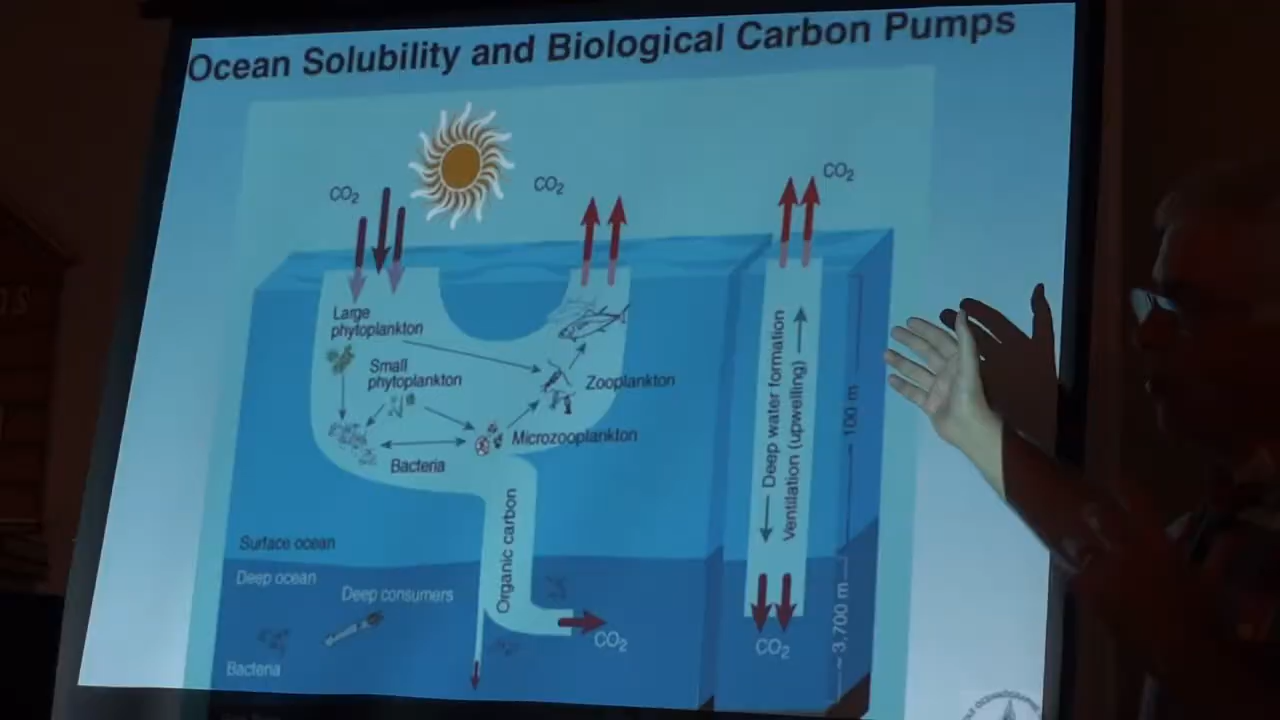 Ocean Solubility and Biological Carbon Pumps
CO₂
CO₂
CO₂
Large
phytoplankton
Small
phytoplankton
Zooplankton
Microzooplankton
Bacteria
Organic carbon
Deep water formation
Ventilation (upwelling)
100 m
Surface ocean
Deep ocean
Deep consumers
Bacteria
CO₂
CO₂
~ 3,700 m
OCEANOGRAPHIC